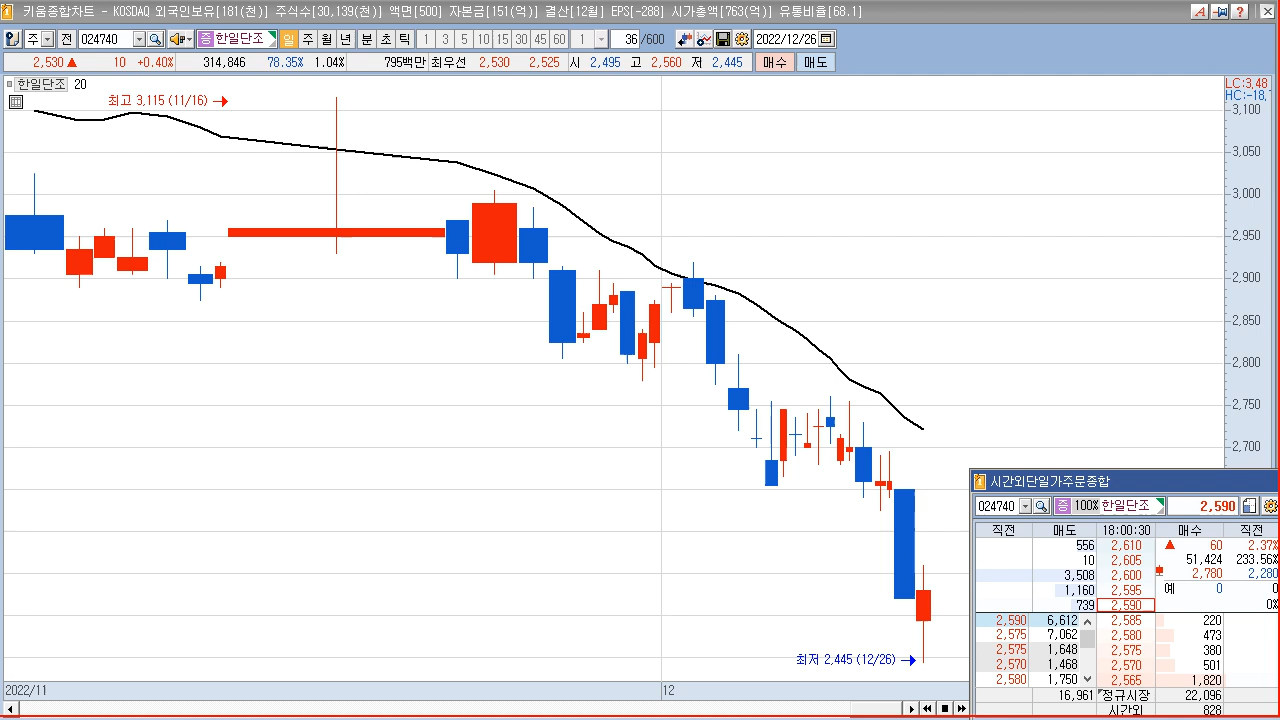 키움종합차트 - KOSDAQ 외국인보유[181(천)] 주식수[30,139(천)] 액면[500] 자본금[151(억)] 결산[12월] EPS[-288] 시가총액[763(억)] 유통비율[68.1]
주 전 024740 증 한일단조 일 주 월 년 분 초 틱 1 3 5 10 15 30 45 60 1 36 /600 2022/12/26
2,530 ▲ 10 +0.40% 314,846 78.35% 1.04% 795백만 최우선 2,530 2,525 시 2,495 고 2,560 저 2,445 매수 매도
한일단조 20
LC:3,48
HC:-18,
최고 3,115 (11/16) →
3,100
3,050
3,000
2,950
2,900
2,850
2,800
2,750
2,700
최저 2,445 (12/26) →
2022/11 12
시간외단일가주문종합
024740 증 100% 한일단조 2,590
직전 매도 18:00:30 매수 직전
556 2,610 ▲ 60 2.37%
10 2,605 51,424 233.56%
3,508 2,600 2,780 2,280
1,160 2,595 예 0 0
739 2,590 0%
2,590 6,612 2,585 220
2,575 7,062 2,580 473
2,575 1,648 2,575 380
2,570 1,468 2,570 501
2,580 1,750 2,565 1,820
16,961 정규시장 22,096
시간외 828